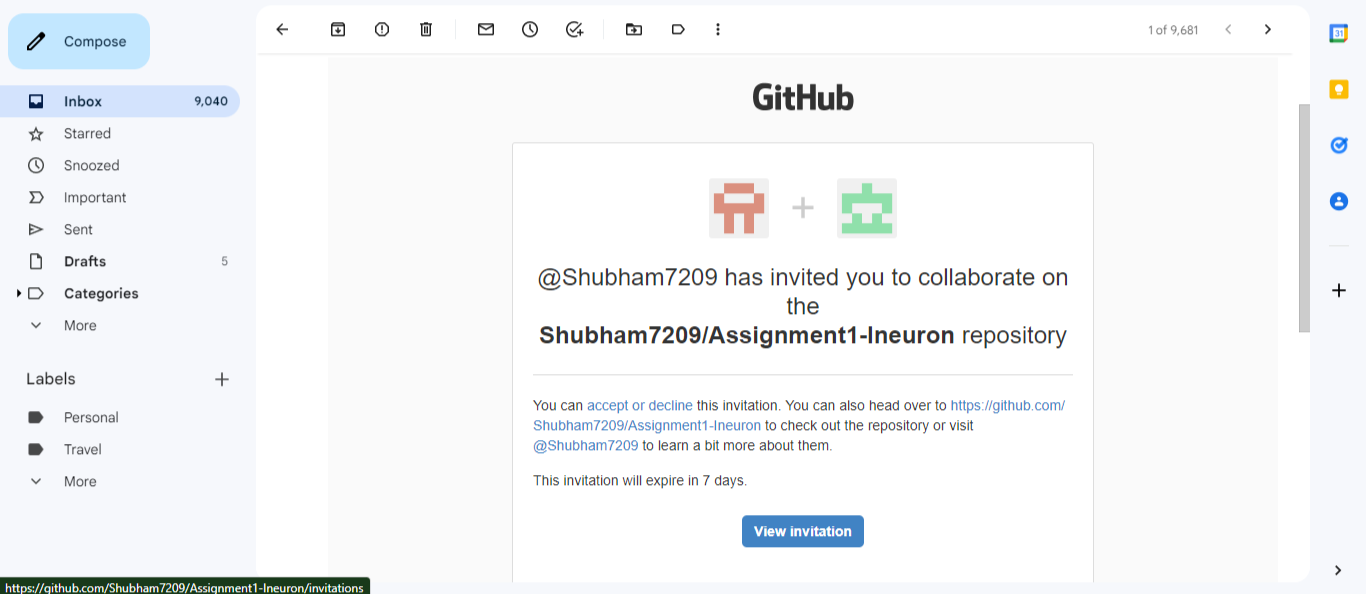 Compose
1 of 9,681
31
Inbox 9,040
Starred
Snoozed
Important
Sent
Drafts 5
Categories
More
Labels
Personal
Travel
More
GitHub
@Shubham7209 has invited you to collaborate on
the
Shubham7209/Assignment1-Ineuron repository
You can accept or decline this invitation. You can also head over to https://github.com/
Shubham7209/Assignment1-Ineuron to check out the repository or visit
@Shubham7209 to learn a bit more about them.
This invitation will expire in 7 days.
View invitation
https://github.com/Shubham7209/Assignment1-Ineuron/invitations